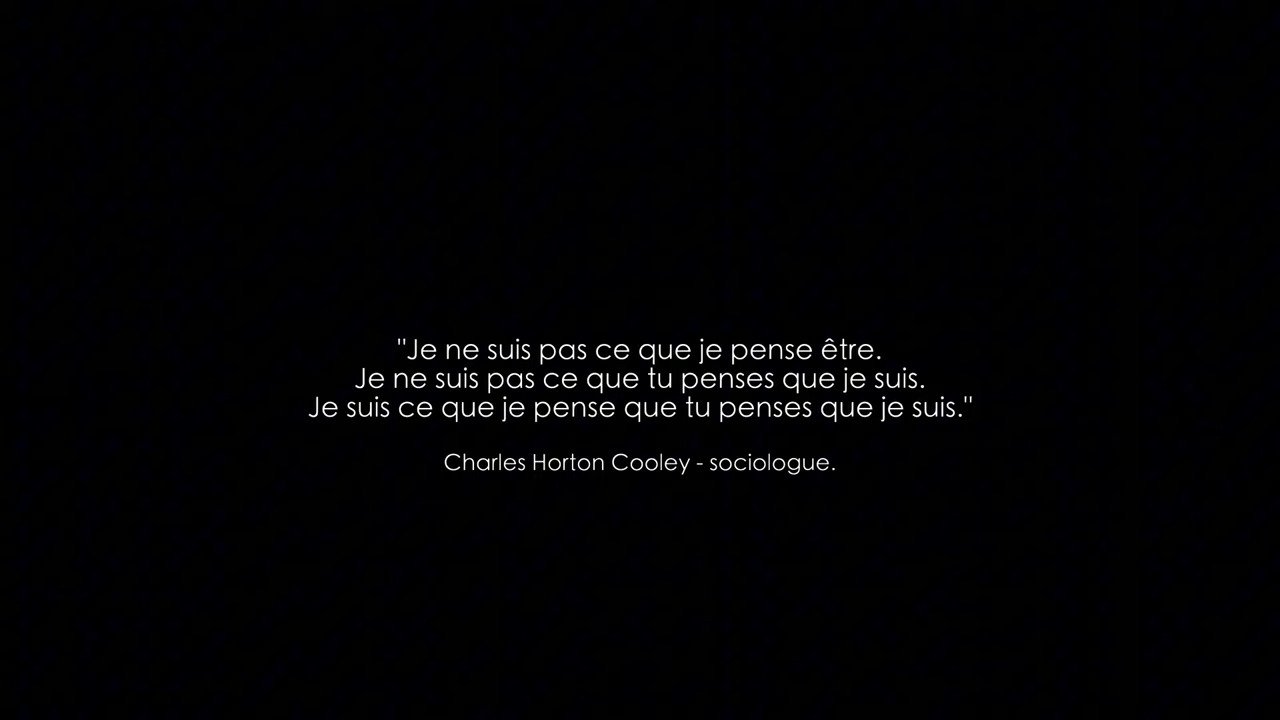 "Je ne suis pas ce que je pense être.
Je ne suis pas ce que tu penses que je suis.
Je suis ce que je pense que tu penses que je suis."
Charles Horton Cooley - sociologue.